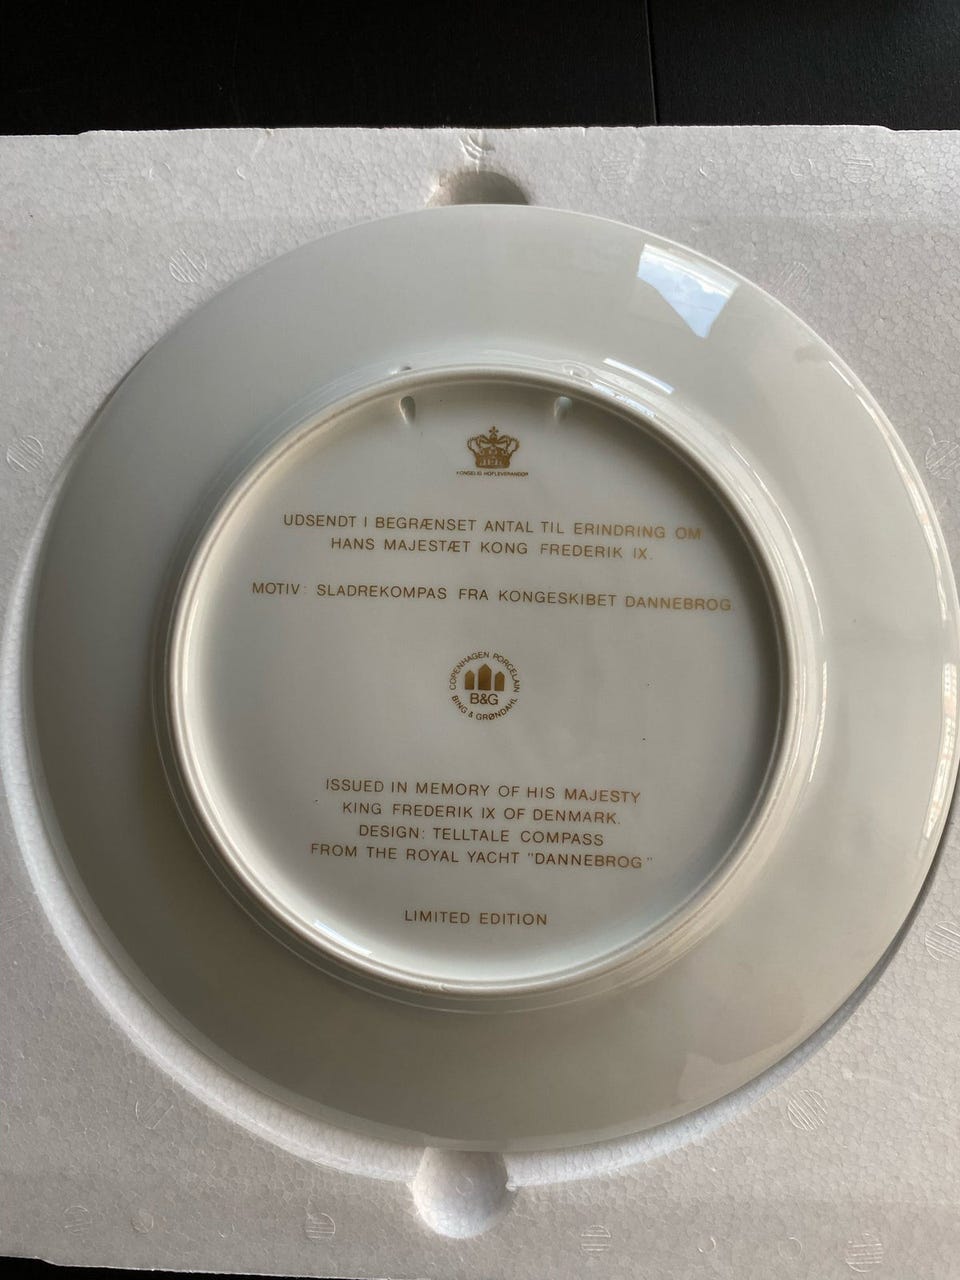 KONGELIG HOFLEVERANDØR
UDSENDT I BEGRÆNSET ANTAL TIL ERINDRING OM
HANS MAJESTÆT KONG FREDERIK IX.
MOTIV: SLADREKOMPAS FRA KONGESKIBET DANNEBROG
COPENHAGEN PORCELAIN
B&G
BING & GRØNDAHL
ISSUED IN MEMORY OF HIS MAJESTY
KING FREDERIK IX OF DENMARK.
DESIGN: TELLTALE COMPASS
FROM THE ROYAL YACHT "DANNEBROG"
LIMITED EDITION